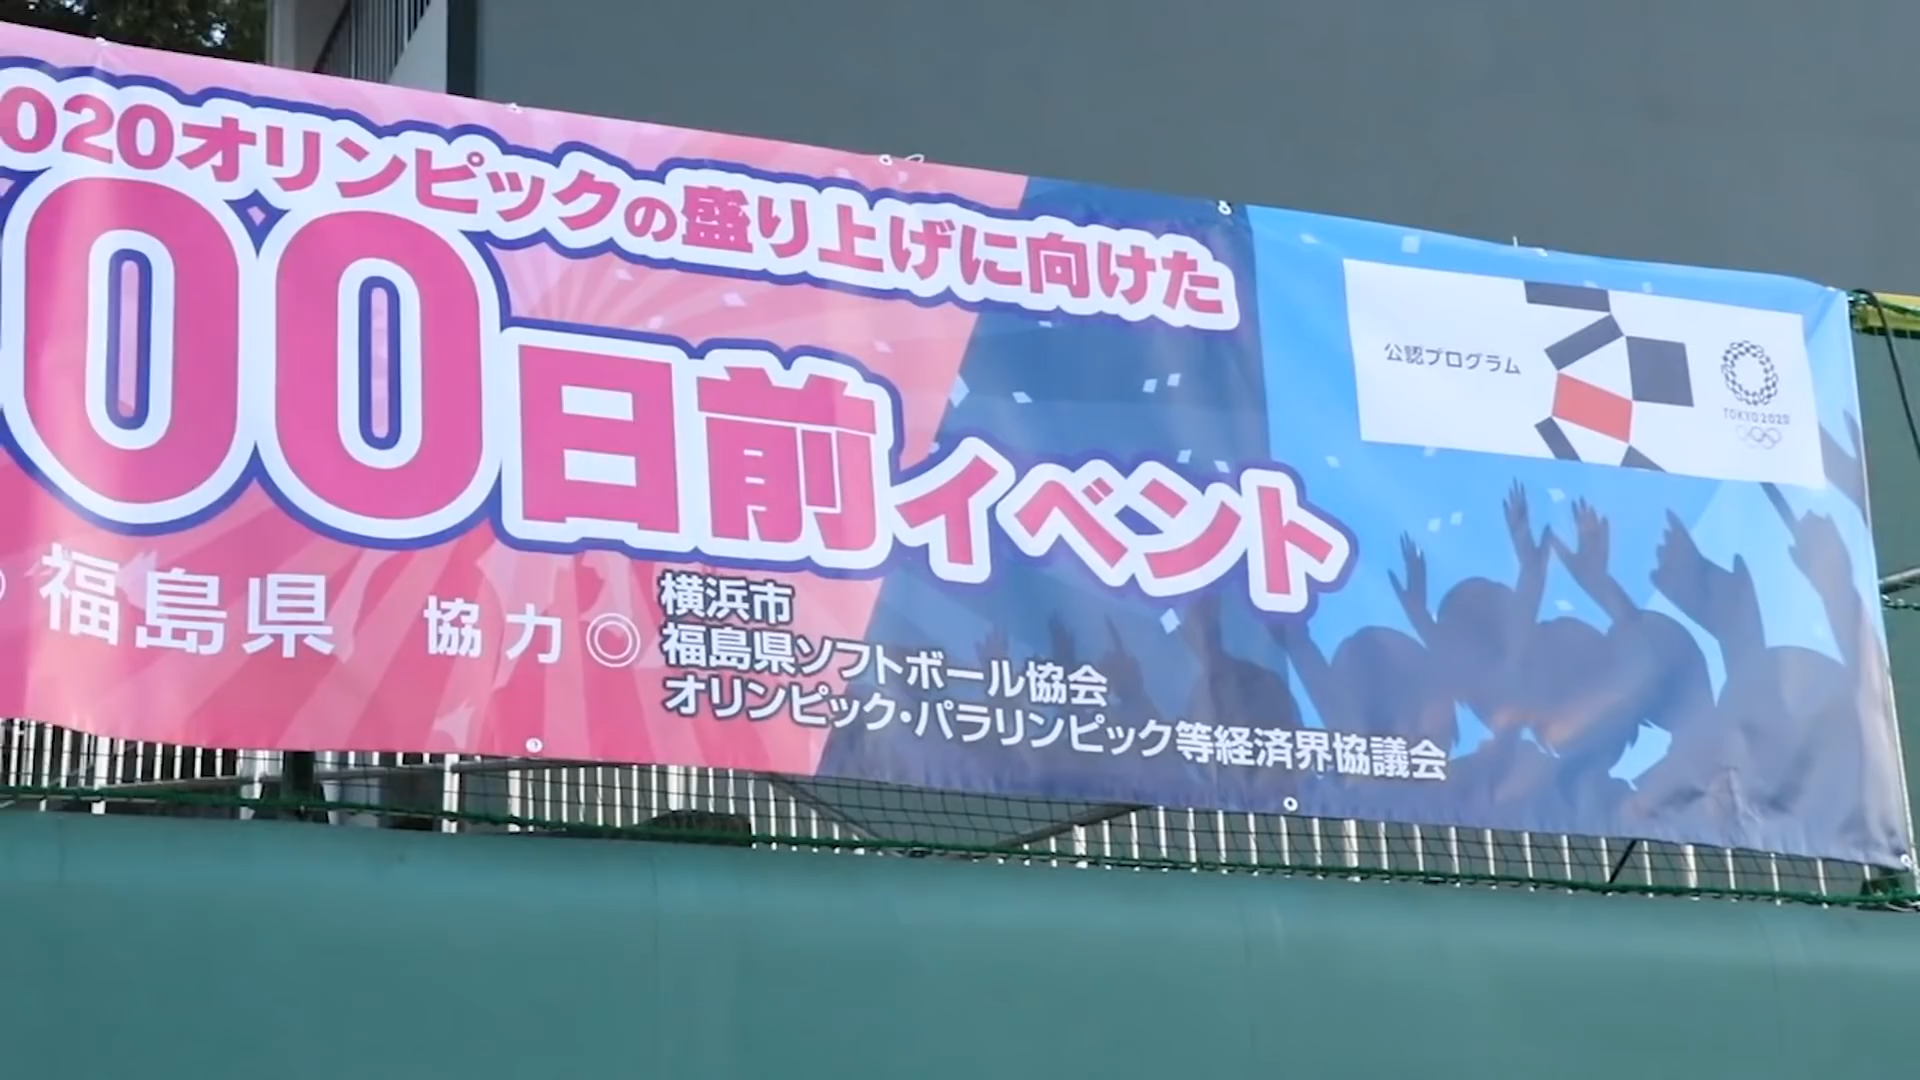 020オリンピックの盛り上げに向けた
00日前イベント
福島県 協力◎
横浜市
福島県ソフトボール協会
オリンピック・パラリンピック等経済界協議会
公認プログラム
TOKYO 2020